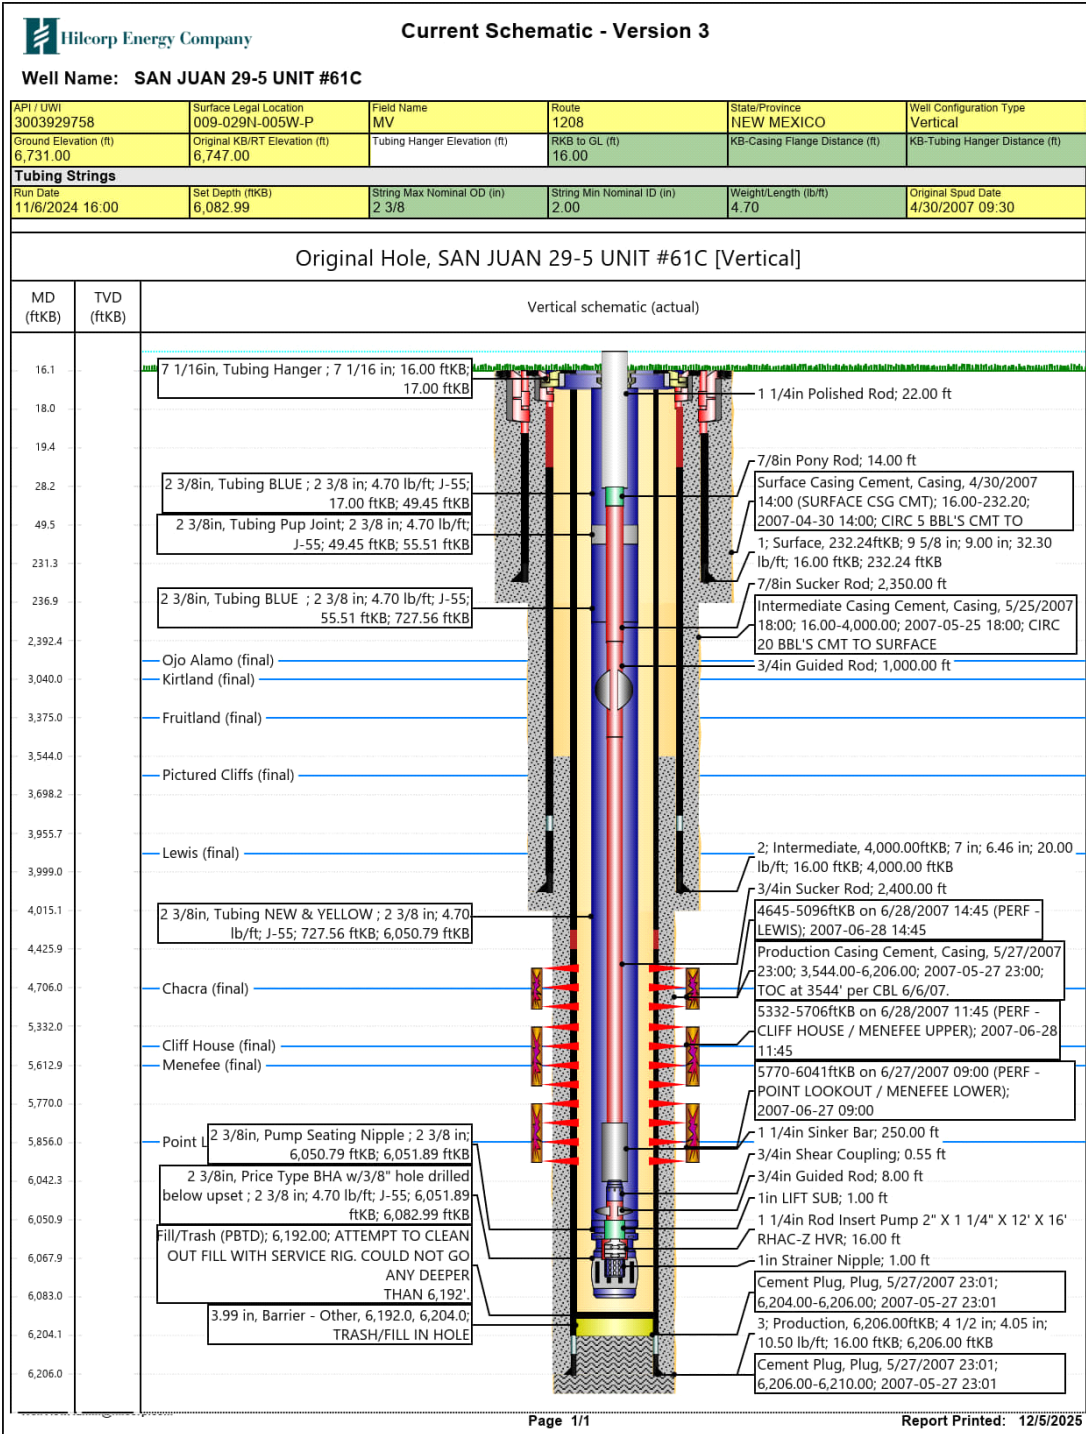 Hilcorp Energy Company
Current Schematic - Version 3
Well Name: SAN JUAN 29-5 UNIT #61C
API / UWI
3003929758
Surface Legal Location
009-029N-005W-P
Field Name
MV
Route
1208
State/Province
NEW MEXICO
Well Configuration Type
Vertical
Ground Elevation (ft)
6,731.00
Original KB/RT Elevation (ft)
6,747.00
Tubing Hanger Elevation (ft)
RKB to GL (ft)
16.00
KB-Casing Flange Distance (ft)
KB-Tubing Hanger Distance (ft)
Tubing Strings
Run Date
11/6/2024 16:00
Set Depth (ftKB)
6,082.99
String Max Nominal OD (in)
2 3/8
String Min Nominal ID (in)
2.00
Weight/Length (lb/ft)
4.70
Original Spud Date
4/30/2007 09:30
Original Hole, SAN JUAN 29-5 UNIT #61C [Vertical]
MD
(ftKB)
TVD
(ftKB)
Vertical schematic (actual)
16.1
18.0
19.4
28.2
49.5
231.3
236.9
2,392.4
3,040.0
3,375.0
3,544.0
3,698.2
3,955.7
3,999.0
4,015.1
4,425.9
4,706.0
5,332.0
5,612.9
5,770.0
5,856.0
6,042.3
6,050.9
6,067.9
6,083.0
6,204.1
6,206.0
7 1/16in, Tubing Hanger ; 7 1/16 in; 16.00 ftKB;
17.00 ftKB
2 3/8in, Tubing BLUE ; 2 3/8 in; 4.70 lb/ft; J-55;
17.00 ftKB; 49.45 ftKB
2 3/8in, Tubing Pup Joint; 2 3/8 in; 4.70 lb/ft;
J-55; 49.45 ftKB; 55.51 ftKB
2 3/8in, Tubing BLUE ; 2 3/8 in; 4.70 lb/ft; J-55;
55.51 ftKB; 727.56 ftKB
Ojo Alamo (final)
Kirtland (final)
Fruitland (final)
Pictured Cliffs (final)
Lewis (final)
2 3/8in, Tubing NEW & YELLOW ; 2 3/8 in; 4.70
lb/ft; J-55; 727.56 ftKB; 6,050.79 ftKB
Chacra (final)
Cliff House (final)
Menefee (final)
Point L
2 3/8in, Pump Seating Nipple ; 2 3/8 in;
6,050.79 ftKB; 6,051.89 ftKB
2 3/8in, Price Type BHA w/3/8" hole drilled
below upset ; 2 3/8 in; 4.70 lb/ft; J-55; 6,051.89
ftKB; 6,082.99 ftKB
Fill/Trash (PBTD); 6,192.00; ATTEMPT TO CLEAN
OUT FILL WITH SERVICE RIG. COULD NOT GO
ANY DEEPER
THAN 6,192'.
3.99 in, Barrier - Other, 6,192.0, 6,204.0;
TRASH/FILL IN HOLE
1 1/4in Polished Rod; 22.00 ft
7/8in Pony Rod; 14.00 ft
Surface Casing Cement, Casing, 4/30/2007
14:00 (SURFACE CSG CMT); 16.00-232.20;
2007-04-30 14:00; CIRC 5 BBL'S CMT TO
1; Surface, 232.24ftKB; 9 5/8 in; 9.00 in; 32.30
lb/ft; 16.00 ftKB; 232.24 ftKB
7/8in Sucker Rod; 2,350.00 ft
Intermediate Casing Cement, Casing, 5/25/2007
18:00; 16.00-4,000.00; 2007-05-25 18:00; CIRC
20 BBL'S CMT TO SURFACE
3/4in Guided Rod; 1,000.00 ft
2; Intermediate, 4,000.00ftKB; 7 in; 6.46 in; 20.00
lb/ft; 16.00 ftKB; 4,000.00 ftKB
3/4in Sucker Rod; 2,400.00 ft
4645-5096ftKB on 6/28/2007 14:45 (PERF -
LEWIS); 2007-06-28 14:45
Production Casing Cement, Casing, 5/27/2007
23:00; 3,544.00-6,206.00; 2007-05-27 23:00;
TOC at 3544' per CBL 6/6/07.
5332-5706ftKB on 6/28/2007 11:45 (PERF -
CLIFF HOUSE / MENEFEE UPPER); 2007-06-28
11:45
5770-6041ftKB on 6/27/2007 09:00 (PERF -
POINT LOOKOUT / MENEFEE LOWER);
2007-06-27 09:00
1 1/4in Sinker Bar; 250.00 ft
3/4in Shear Coupling; 0.55 ft
3/4in Guided Rod; 8.00 ft
1in LIFT SUB; 1.00 ft
1 1/4in Rod Insert Pump 2" X 1 1/4" X 12' X 16'
RHAC-Z HVR; 16.00 ft
1in Strainer Nipple; 1.00 ft
Cement Plug, Plug, 5/27/2007 23:01;
6,204.00-6,206.00; 2007-05-27 23:01
3; Production, 6,206.00ftKB; 4 1/2 in; 4.05 in;
10.50 lb/ft; 16.00 ftKB; 6,206.00 ftKB
Cement Plug, Plug, 5/27/2007 23:01;
6,206.00-6,210.00; 2007-05-27 23:01
Page 1/1
Report Printed: 12/5/2025